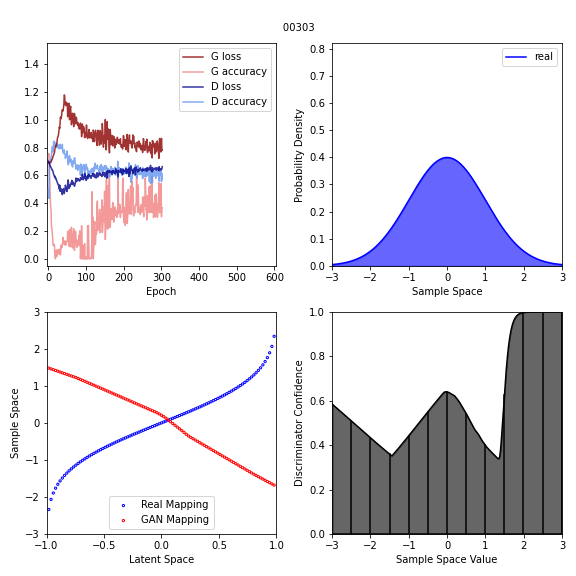 00303
G loss
G accuracy
D loss
D accuracy
1.4
1.2
1.0
0.8
0.6
0.4
0.2
0.0
0 100 200 300 400 500 600
Epoch
real
Probability Density
0.8
0.7
0.6
0.5
0.4
0.3
0.2
0.1
0.0
−3 −2 −1 0 1 2 3
Sample Space
Sample Space
3
2
1
0
−1
−2
−3
Real Mapping
GAN Mapping
−1.0 −0.5 0.0 0.5 1.0
Latent Space
Discriminator Confidence
1.0
0.8
0.6
0.4
0.2
0.0
−3 −2 −1 0 1 2 3
Sample Space Value